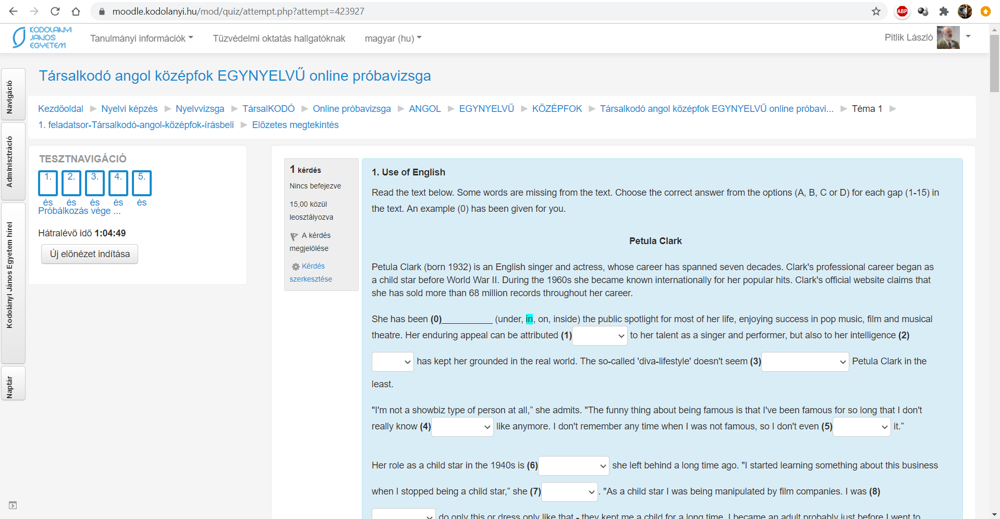 moodle.kodolanyi.hu/mod/quiz/attempt.php?attempt=423927
ABP
KODOLANYI
JANOS
EGYETEM
Tanulmányi információk
Tűzvédelmi oktatás hallgatóknak
magyar (hu)
Pitlik László
Társalkodó angol középfok EGYNYELVŰ online próbavizsga
Navigáció
Adminisztráció
Kodolányi János Egyetem hírei
Naptár
Kezdőoldal Nyelvi képzés Nyelvvizsga TársalKODÓ Online próbavizsga ANGOL EGYNYELVŰ KÖZÉPFOK Társalkodó angol középfok EGYNYELVŰ online próbavi... Téma 1
1. feladatsor-Társalkodó-angol-középfok-írásbeli Előzetes megtekintés
TESZTNAVIGÁCIÓ
1. 2. 3. 4. 5.
és és és és és
Próbálkozás vége ...
Hátralévő idő 1:04:49
Új előnézet indítása
1 kérdés
Nincs befejezve
15,00 közül
leosztályozva
A kérdés
megjelölése
Kérdés
szerkesztése
1. Use of English
Read the text below. Some words are missing from the text. Choose the correct answer from the options (A, B, C or D) for each gap (1-15) in
the text. An example (0) has been given for you.
Petula Clark
Petula Clark (born 1932) is an English singer and actress, whose career has spanned seven decades. Clark's professional career began as
a child star before World War II. During the 1960s she became known internationally for her popular hits. Clark's official website claims that
she has sold more than 68 million records throughout her career.
She has been (0)__________ (under, in, on, inside) the public spotlight for most of her life, enjoying success in pop music, film and musical
theatre. Her enduring appeal can be attributed (1) to her talent as a singer and performer, but also to her intelligence (2)
has kept her grounded in the real world. The so-called 'diva-lifestyle' doesn't seem (3) Petula Clark in the
least.
"I'm not a showbiz type of person at all,” she admits. "The funny thing about being famous is that I've been famous for so long that I don't
really know (4) like anymore. I don't remember any time when I was not famous, so I don't even (5) it.”
Her role as a child star in the 1940s is (6) she left behind a long time ago. "I started learning something about this business
when I stopped being a child star,” she (7). "As a child star I was being manipulated by film companies. I was (8)
do only this or dress only like that - they kept me a child for a long time. I became an adult probably just before I went to